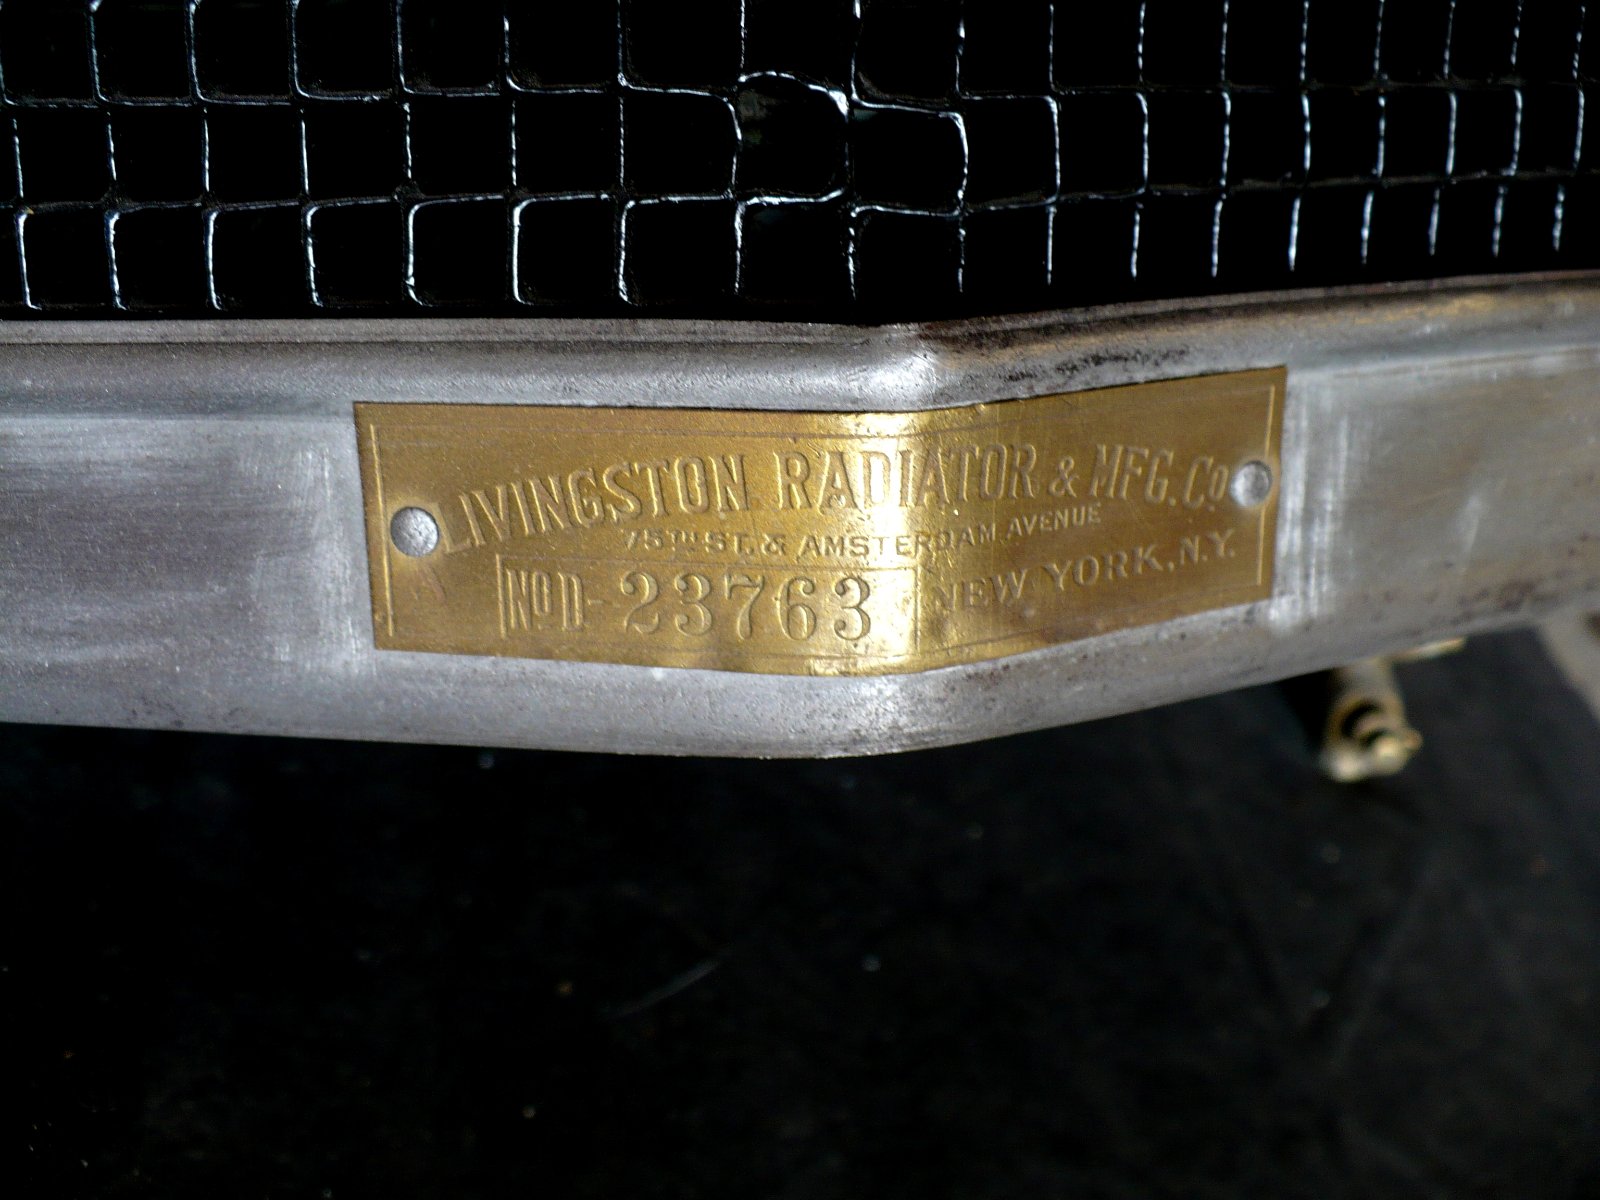 LIVINGSTON RADIATOR & MFG. Co
75TH ST. & AMSTERDAM AVENUE
NEW YORK, N.Y.
No D- 23763